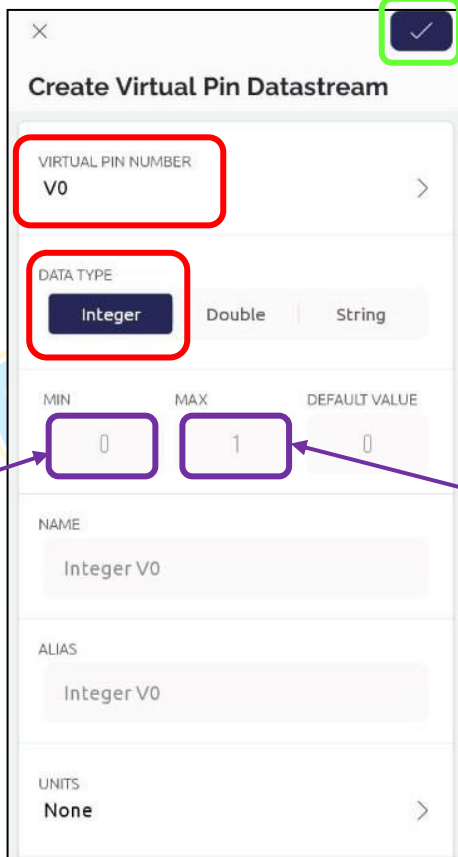 Create Virtual Pin Datastream
VIRTUAL PIN NUMBER
V0
DATA TYPE
Integer Double String
MIN MAX DEFAULT VALUE
0 1 0
NAME
Integer V0
ALIAS
Integer V0
UNITS
None